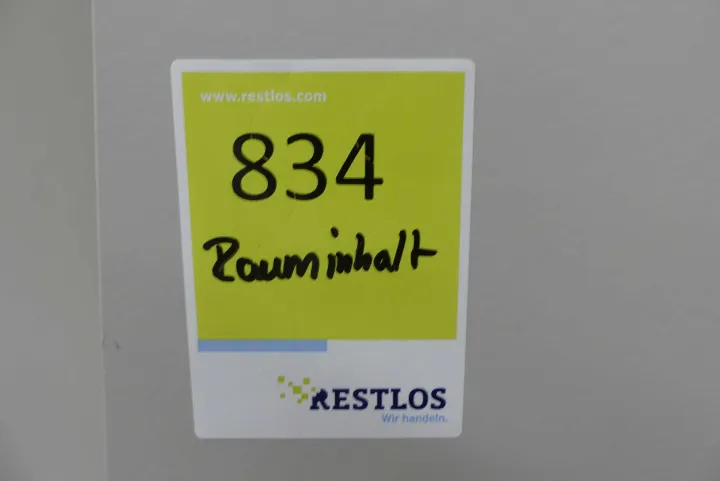 www.restlos.com
834
Rauminhalt
RESTLOS
Wir handeln.